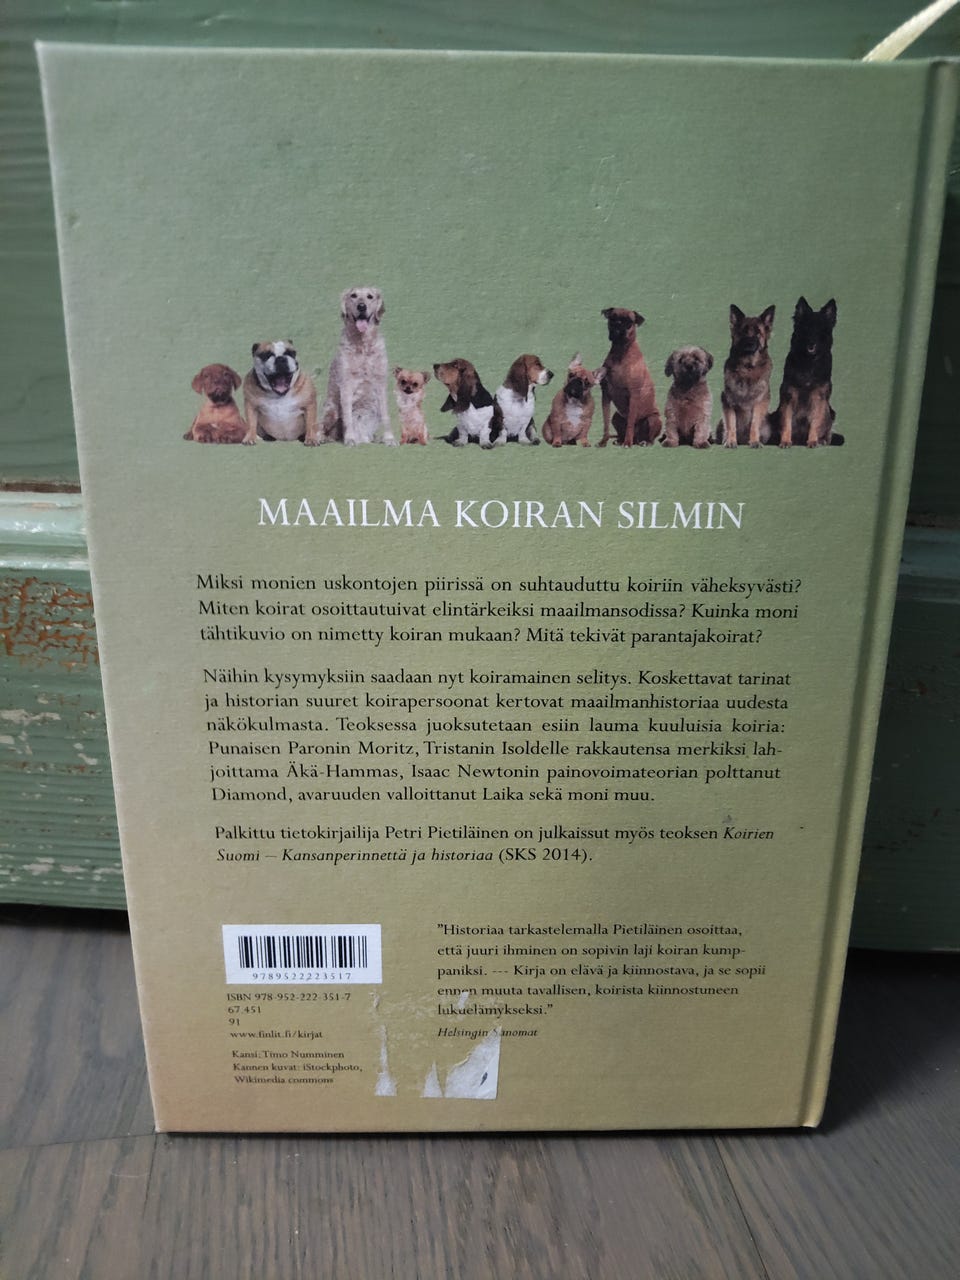 MAAILMA KOIRAN SILMIN
Miksi monien uskontojen piirissä on suhtauduttu koiriin väheksyvästi?
Miten koirat osoittautuivat elintärkeiksi maailmansodissa? Kuinka moni
tähtikuvio on nimetty koiran mukaan? Mitä tekivät parantajakoirat?
Näihin kysymyksiin saadaan nyt koiramainen selitys. Koskettavat tarinat
ja historian suuret koirapersoonat kertovat maailmanhistoriaa uudesta
näkökulmasta. Teoksessa juoksutetaan esiin lauma kuuluisia koiria:
Punaisen Paronin Moritz, Tristanin Isoldelle rakkautensa merkiksi lah-
joittama Äkä-Hammas, Isaac Newtonin painovoimateorian polttanut
Diamond, avaruuden valloittanut Laika sekä moni muu.
Palkittu tietokirjailija Petri Pietiläinen on julkaissut myös teoksen Koirien
Suomi – Kansanperinnettä ja historiaa (SKS 2014).
9789522223517
ISBN 978-952-222-351-7
67.451
91
www.finlit.fi/kirjat
Kansi: Timo Numminen
Kannen kuvat: iStockphoto,
Wikimedia commons
"Historiaa tarkastelemalla Pietiläinen osoittaa,
että juuri ihminen on sopivin laji koiran kump-
paniksi. --- Kirja on elävä ja kiinnostava, ja se sopii
ennen muuta tavallisen, koirista kiinnostuneen
lukuelämykseksi."
Helsingin Sanomat